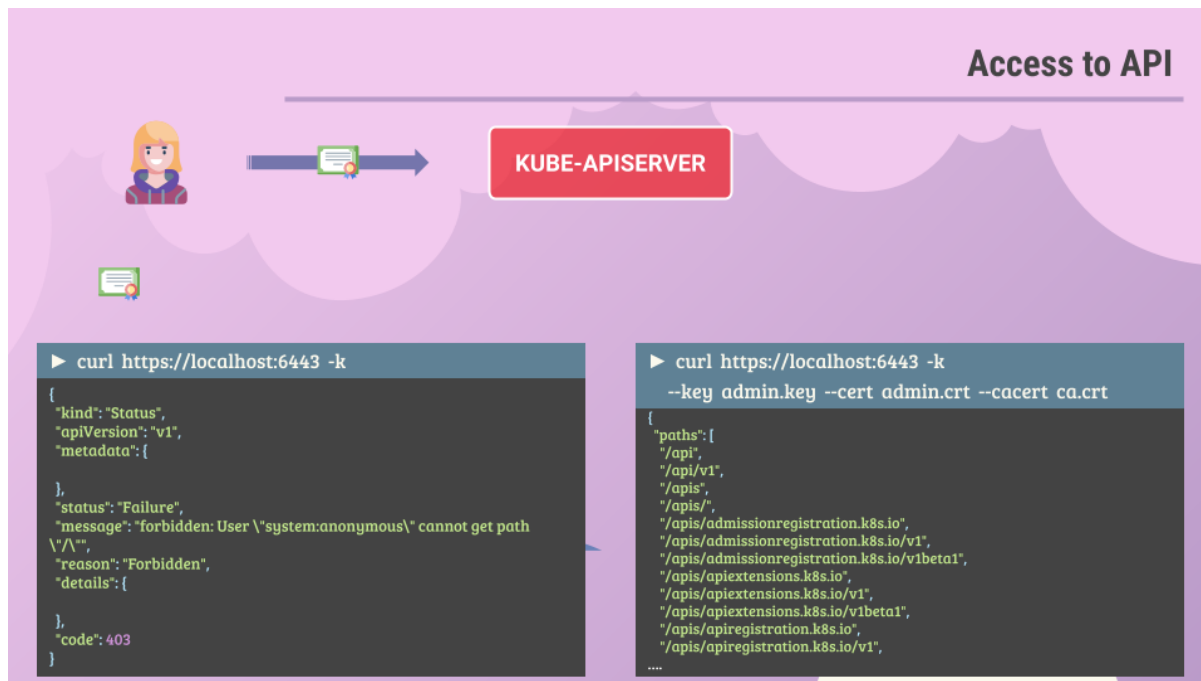 Access to API
KUBE-APISERVER
► curl https://localhost:6443 -k
{
"kind": "Status",
"apiVersion": "v1",
"metadata": {
},
"status": "Failure",
"message": "forbidden: User \"system:anonymous\" cannot get path
\"/\"",
"reason": "Forbidden",
"details": {
},
"code": 403
}
► curl https://localhost:6443 -k
--key admin.key --cert admin.crt --cacert ca.crt
{
"paths": [
"/api",
"/api/v1",
"/apis",
"/apis/",
"/apis/admissionregistration.k8s.io",
"/apis/admissionregistration.k8s.io/v1",
"/apis/admissionregistration.k8s.io/v1beta1",
"/apis/apiextensions.k8s.io",
"/apis/apiextensions.k8s.io/v1",
"/apis/apiextensions.k8s.io/v1beta1",
"/apis/apiregistration.k8s.io",
"/apis/apiregistration.k8s.io/v1",
....